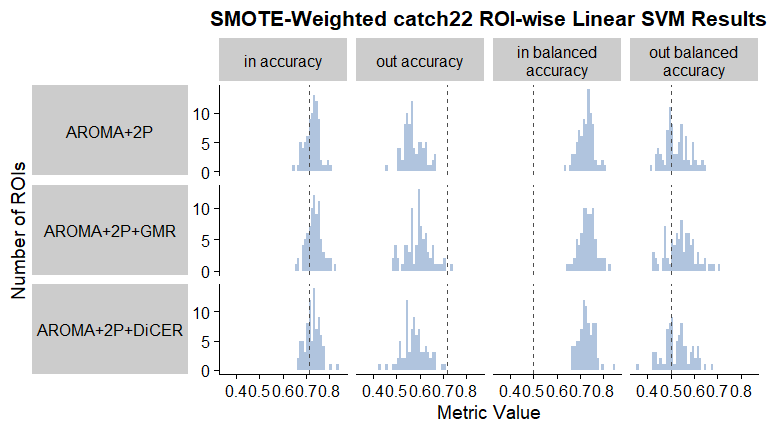 SMOTE-Weighted catch22 ROI-wise Linear SVM Results
in accuracy
out accuracy
in balanced
accuracy
out balanced
accuracy
Number of ROIs
AROMA+2P
10
5
0
AROMA+2P+GMR
10
5
0
AROMA+2P+DiCER
10
5
0
0.40.50.60.70.8
0.40.50.60.70.8
0.40.50.60.70.8
0.40.50.60.70.8
Metric Value